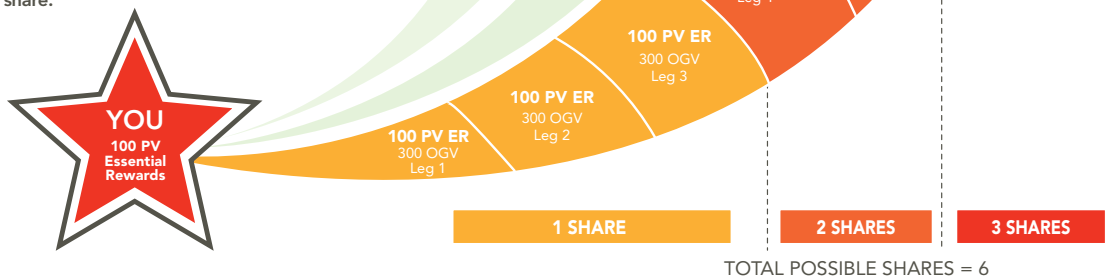 share.
YOU
100 PV
Essential
Rewards
100 PV ER
300 OGV
Leg 1
100 PV ER
300 OGV
Leg 2
100 PV ER
300 OGV
Leg 3
1 SHARE
2 SHARES
3 SHARES
TOTAL POSSIBLE SHARES = 6